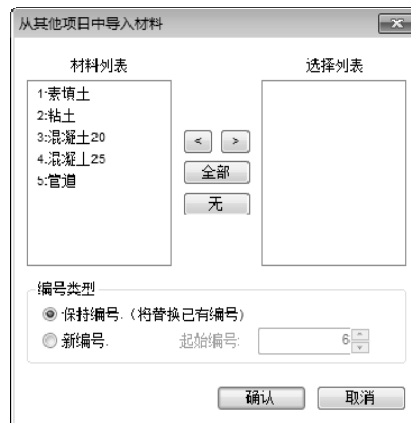 从其他项目中导入材料
材料列表
选择列表
1:素填土
2:粘土
3:混凝土20
4:混凝土25
5:管道
< >
全部
无
编号类型
保持编号. (将替换已有编号)
新编号. 起始编号: 6
确认 取消